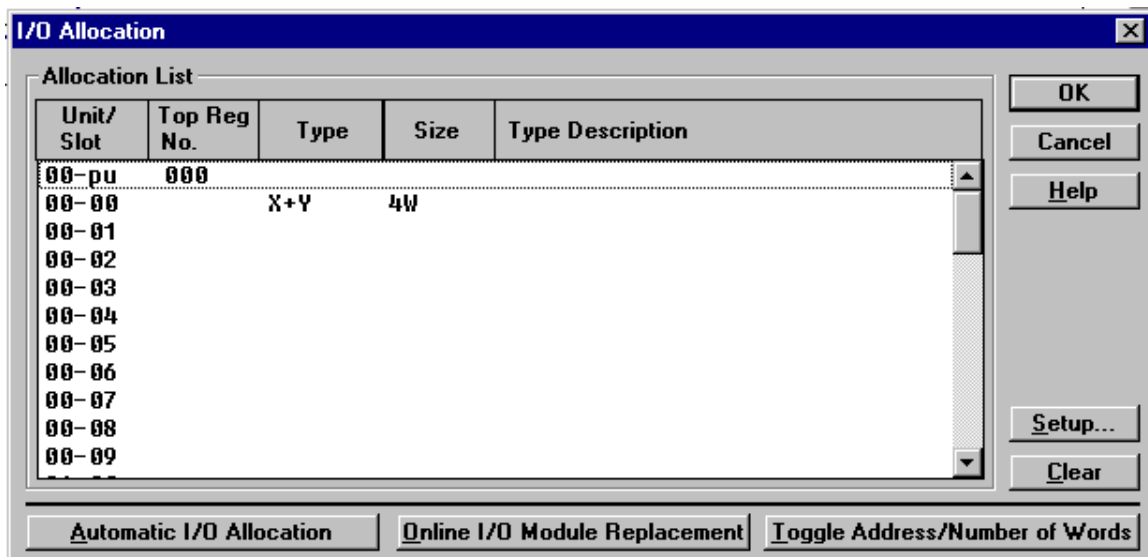 I/O Allocation
Allocation List
Unit/ Slot Top Reg No. Type Size Type Description
00-pu 000
00-00 X+Y 4W
00-01
00-02
00-03
00-04
00-05
00-06
00-07
00-08
00-09
OK
Cancel
Help
Setup...
Clear
Automatic I/O Allocation Online I/O Module Replacement Toggle Address/Number of Words